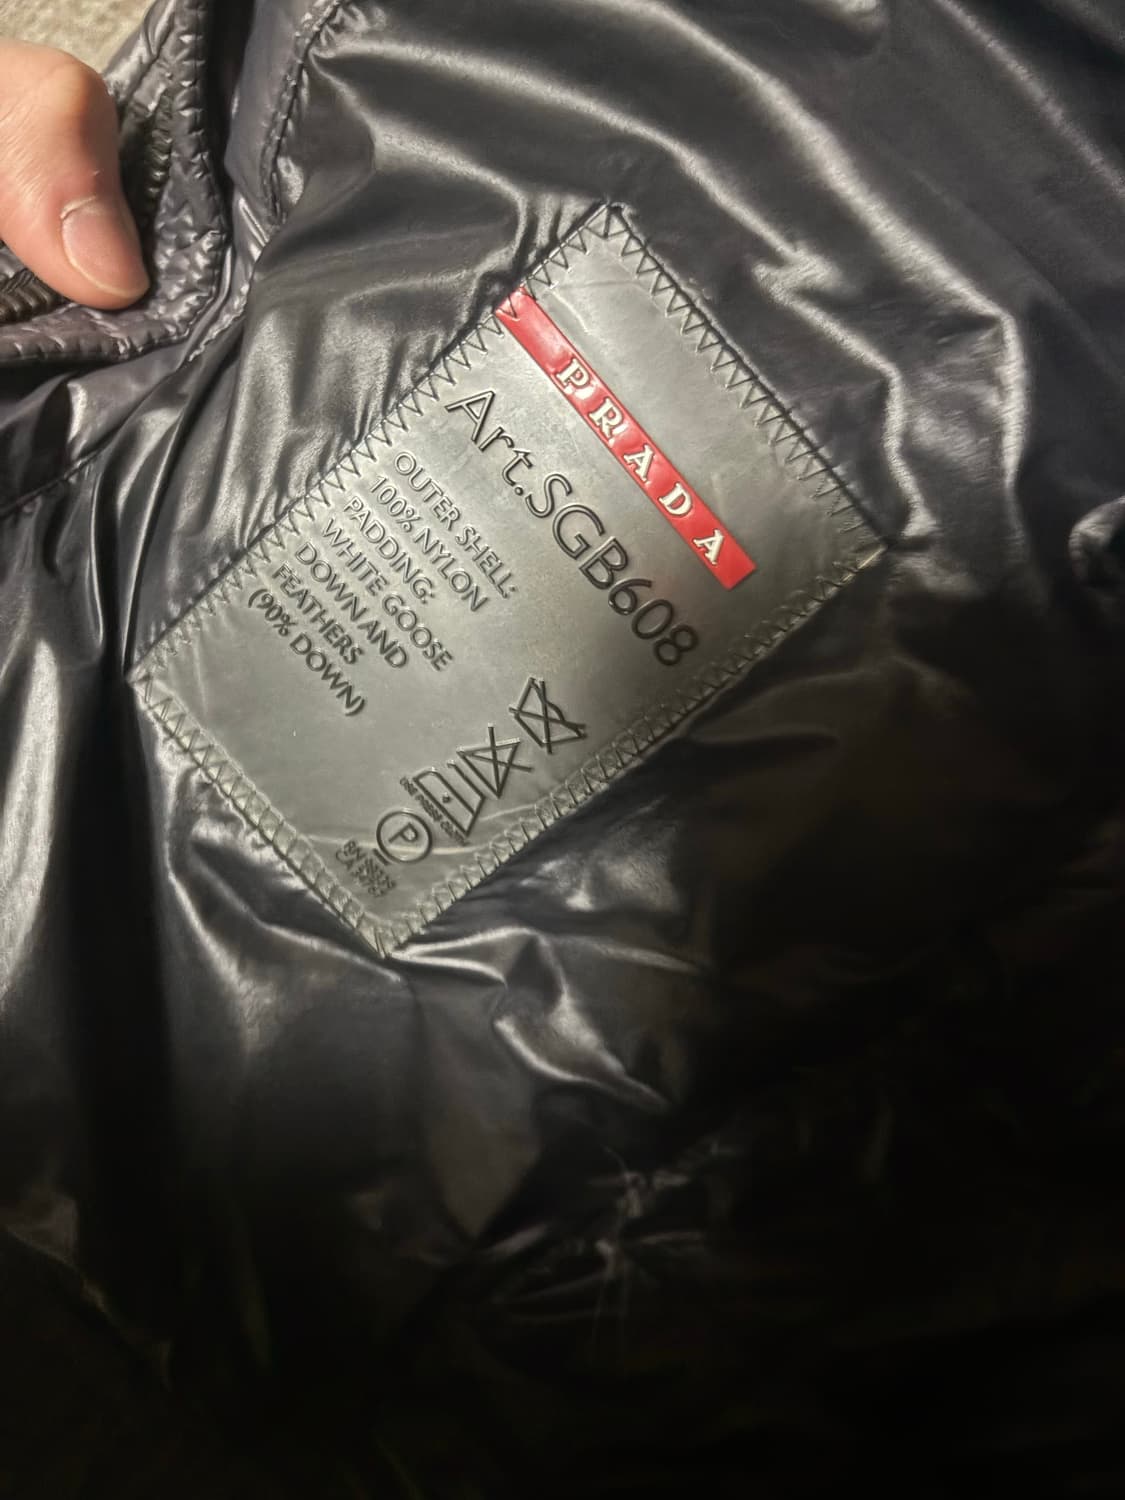 PRADA
Art.SGB608
OUTER SHELL:
100% NYLON
PADDING:
WHITE GOOSE
DOWN AND
FEATHERS
(90% DOWN)
P